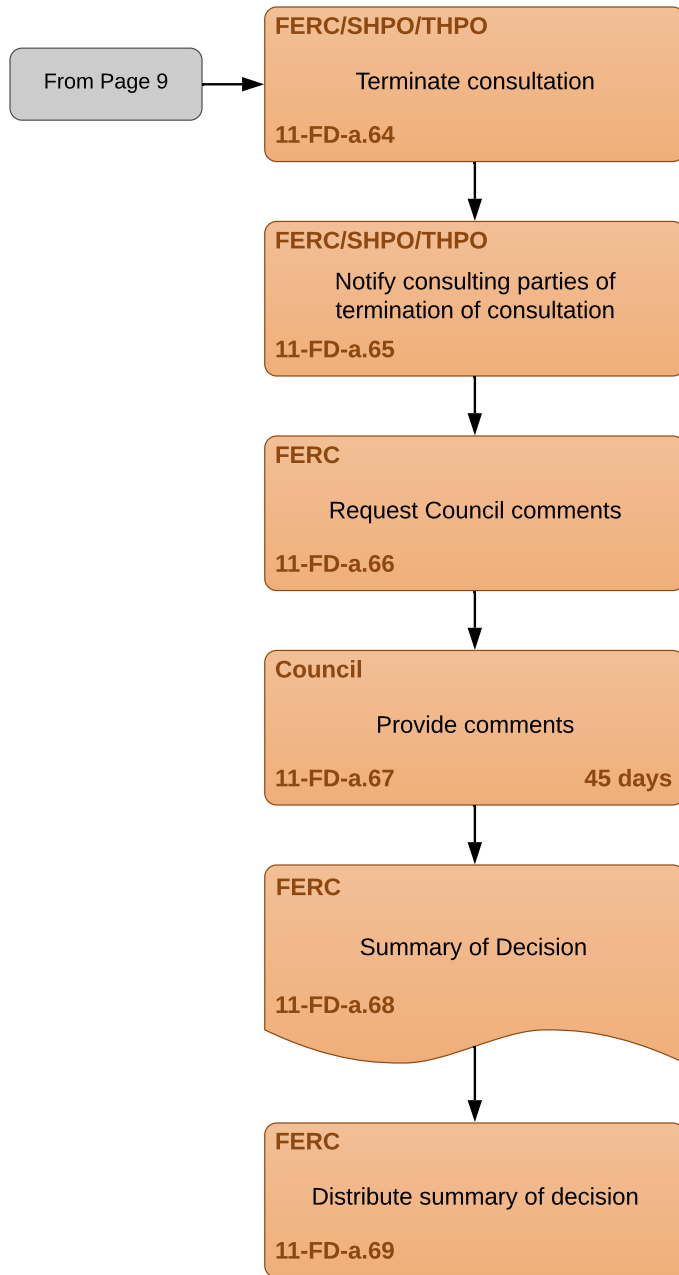 FERC/SHPO/THPO
From Page 9
Terminate consultation
11-FD-a.64
FERC/SHPO/THPO
Notify consulting parties of
termination of consultation
11-FD-a.65
FERC
Request Council comments
11-FD-a.66
Council
Provide comments
11-FD-a.67
45 days
FERC
Summary of Decision
11-FD-a.68
FERC
Distribute summary of decision
11-FD-a.69